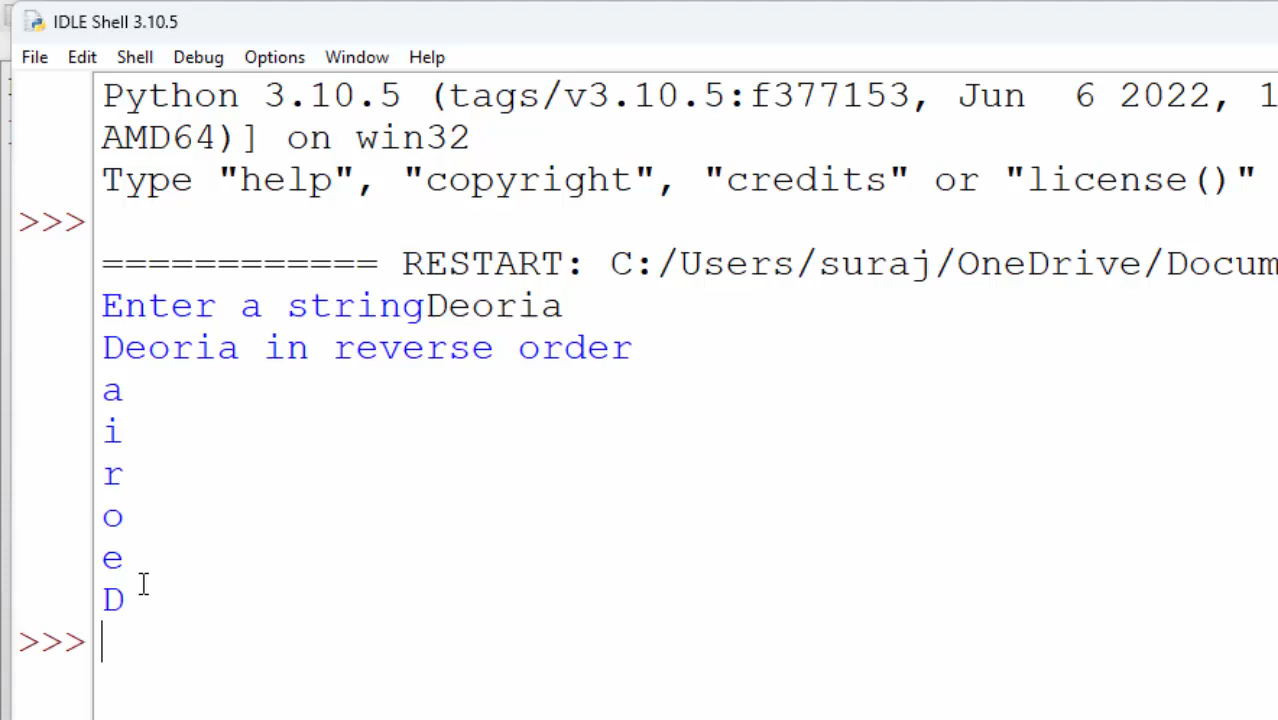 IDLE Shell 3.10.5
File Edit Shell Debug Options Window Help
Python 3.10.5 (tags/v3.10.5:f377153, Jun  6 2022, 1
AMD64)] on win32
Type "help", "copyright", "credits" or "license()"
>>>
============ RESTART: C:/Users/suraj/OneDrive/Docum
Enter a stringDeoria
Deoria in reverse order
a
i
r
o
e
D
>>>